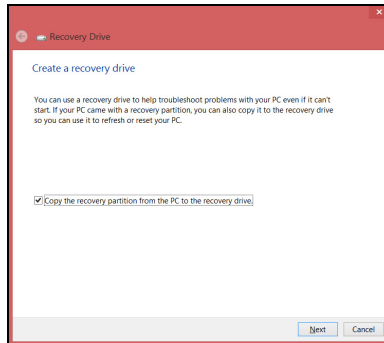 Recovery Drive
Create a recovery drive
You can use a recovery drive to help troubleshoot problems with your PC even if it can't
start. If your PC came with a recovery partition, you can also copy it to the recovery drive
so you can use it to refresh or reset your PC.
Copy the recovery partition from the PC to the recovery drive.
Next Cancel